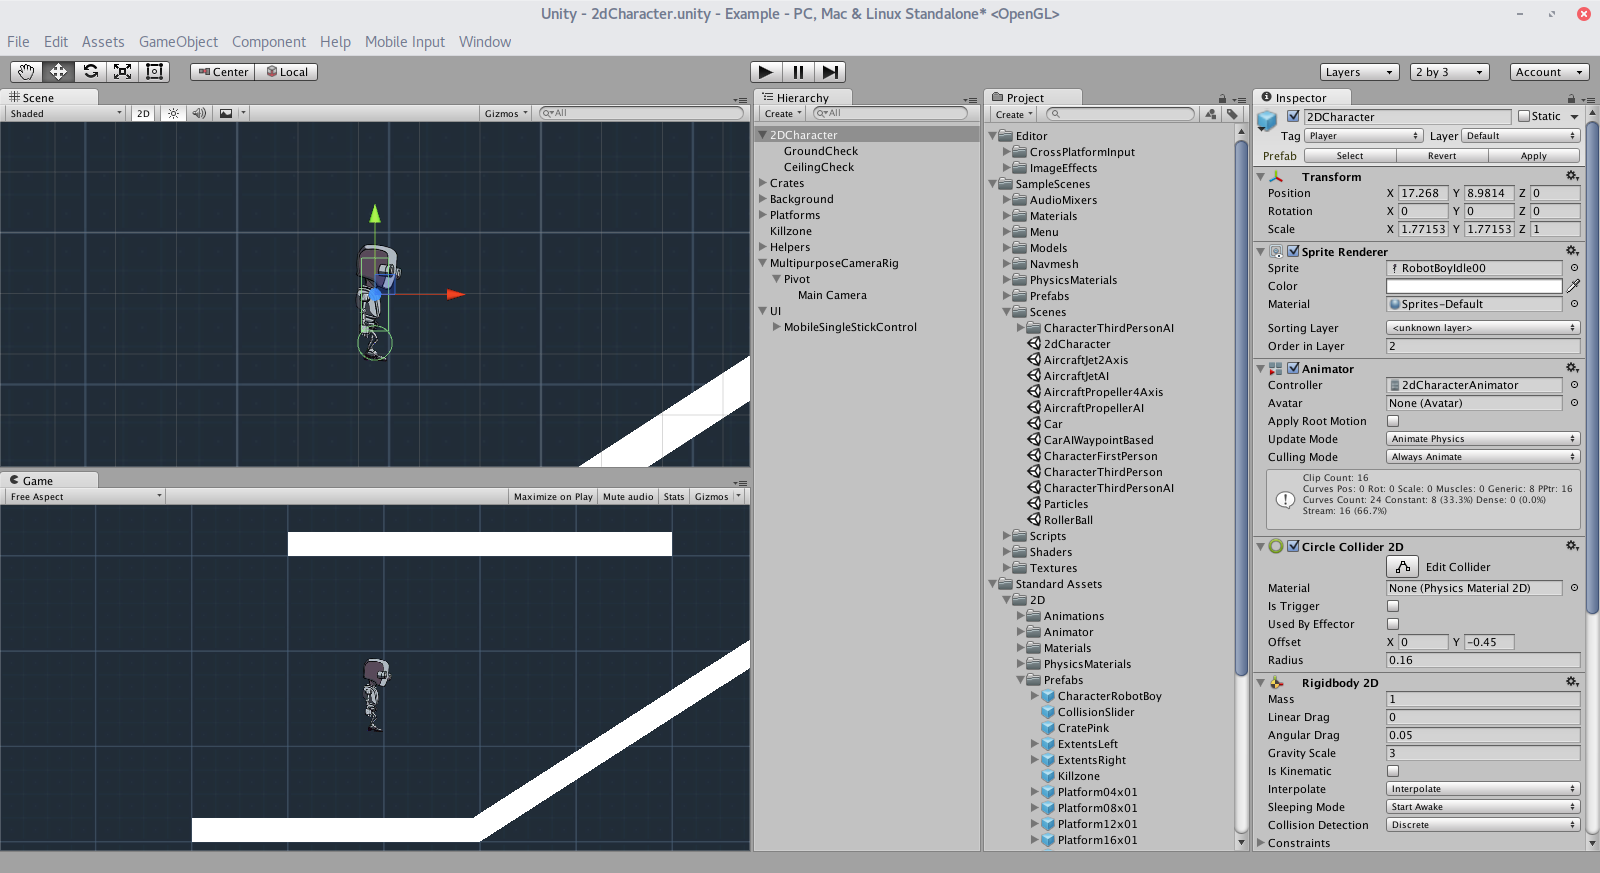 Unity - 2dCharacter.unity - Example - PC, Mac & Linux Standalone* <OpenGL>
File Edit Assets GameObject Component Help Mobile Input Window
Center Local
Layers 2 by 3 Account
Scene
Shaded 2D Gizmos All
Game
Free Aspect Maximize on Play Mute audio Stats Gizmos
Hierarchy
Create All
2DCharacter
GroundCheck
CeilingCheck
Crates
Background
Platforms
Killzone
Helpers
MultipurposeCameraRig
Pivot
Main Camera
UI
MobileSingleStickControl
Project
Create
Editor
CrossPlatformInput
ImageEffects
SampleScenes
AudioMixers
Materials
Menu
Models
Navmesh
PhysicsMaterials
Prefabs
Scenes
CharacterThirdPersonAI
2dCharacter
AircraftJet2Axis
AircraftJetAI
AircraftPropeller4Axis
AircraftPropellerAI
Car
CarAIWaypointBased
CharacterFirstPerson
CharacterThirdPerson
CharacterThirdPersonAI
Particles
RollerBall
Scripts
Shaders
Textures
Standard Assets
2D
Animations
Animator
Materials
PhysicsMaterials
Prefabs
CharacterRobotBoy
CollisionSlider
CratePink
ExtentsLeft
ExtentsRight
Killzone
Platform04x01
Platform08x01
Platform12x01
Platform16x01
Inspector
2DCharacter Static
Tag Player Layer Default
Prefab Select Revert Apply
Transform
Position X 17.268 Y 8.9814 Z 0
Rotation X 0 Y 0 Z 0
Scale X 1.77153 Y 1.77153 Z 1
Sprite Renderer
Sprite RobotBoyIdle00
Color
Material Sprites-Default
Sorting Layer <unknown layer>
Order in Layer 2
Animator
Controller 2dCharacterAnimator
Avatar None (Avatar)
Apply Root Motion
Update Mode Animate Physics
Culling Mode Always Animate
Clip Count: 16
Curves Pos: 0 Rot: 0 Scale: 0 Muscles: 0 Generic: 8 PPtr: 16
Curves Count: 24 Constant: 8 (33.3%) Dense: 0 (0.0%)
Stream: 16 (66.7%)
Circle Collider 2D
Edit Collider
Material None (Physics Material 2D)
Is Trigger
Used By Effector
Offset X 0 Y -0.45
Radius 0.16
Rigidbody 2D
Mass 1
Linear Drag 0
Angular Drag 0.05
Gravity Scale 3
Is Kinematic
Interpolate Interpolate
Sleeping Mode Start Awake
Collision Detection Discrete
Constraints